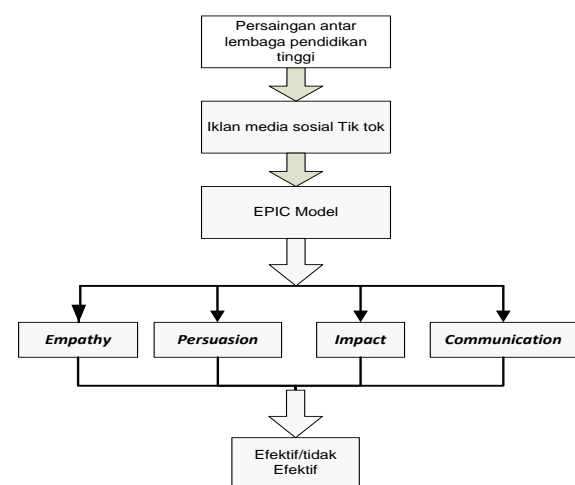 Persaingan antar
lembaga pendidikan
tinggi
Iklan media sosial Tik tok
EPIC Model
Empathy
Persuasion
Impact
Communication
Efektif/tidak
Efektif